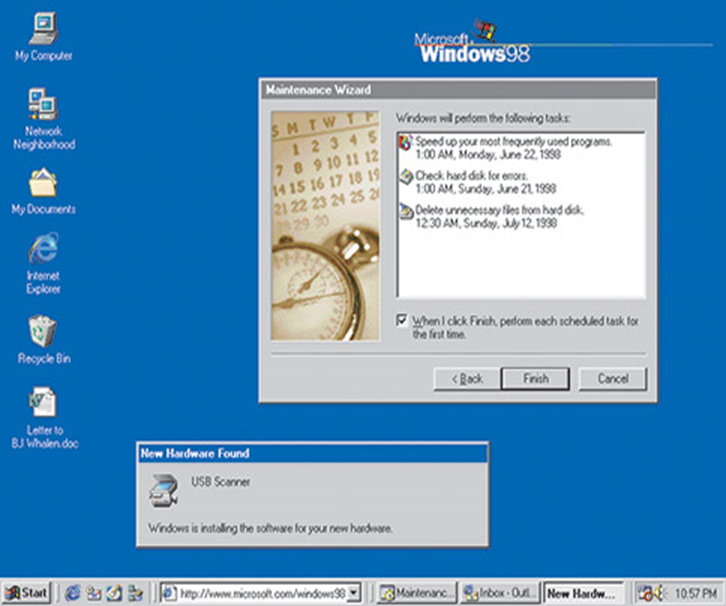 My Computer
Network
Neighborhood
My Documents
Internet
Explorer
Recycle Bin
Letter to
BJ Whalen.doc
Microsoft
Windows98
Maintenance Wizard
S M T W T F
1 2 3 4 5
7 8 9 10 11 12
14 15 16 17 18 19
21 22 23 24 25
28 29 30
Windows will perform the following tasks:
Speed up your most frequently used programs.
1:00 AM, Monday, June 22, 1998
Check hard disk for errors.
1:00 AM, Sunday, June 21, 1998
Delete unnecessary files from hard disk.
12:30 AM, Sunday, July 12, 1998
When I click Finish, perform each scheduled task for
the first time.
< Back
Finish
Cancel
New Hardware Found
USB Scanner
Windows is installing the software for your new hardware.
Start
http://www.microsoft.com/windows98
Maintenanc...
Inbox - Outl...
New Hardw...
10:57 PM